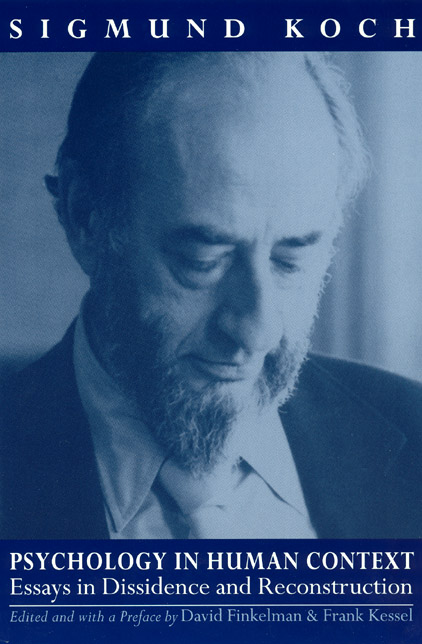 SIGMUND KOCH
PSYCHOLOGY IN HUMAN CONTEXT
Essays in Dissidence and Reconstruction
Edited and with a Preface by David Finkelman & Frank Kessel